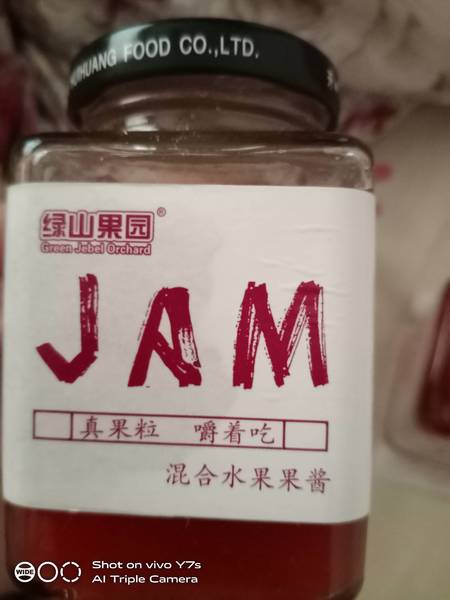 FOOD CO.,LTD.
绿山果园®
Green Jebel Orchard
JAM
真果粒 嚼着吃
混合水果果酱
WIDE
Shot on vivo Y7s
AI Triple Camera